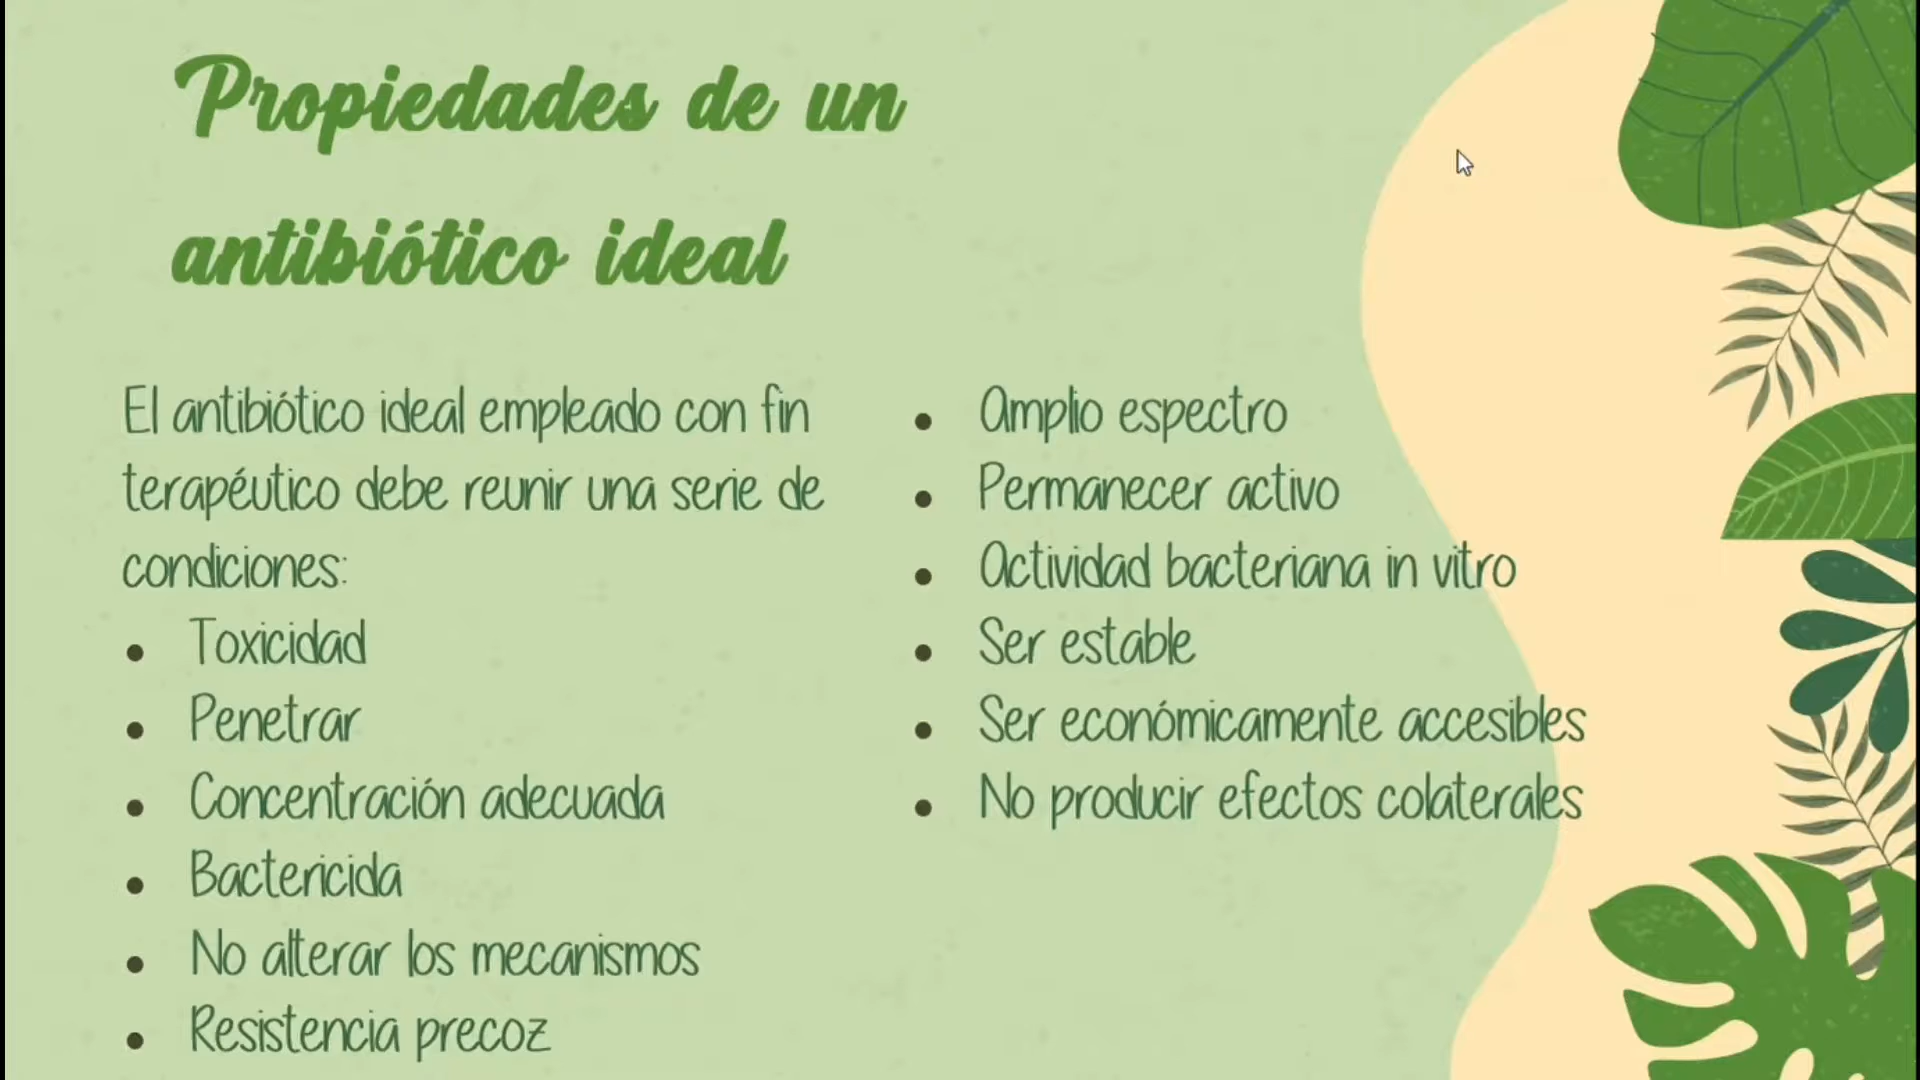 Propiedades de un
antibiótico ideal
El antibiótico ideal empleado con fin
terapéutico debe reunir una serie de
condiciones:
• Toxicidad
• Penetrar
• Concentración adecuada
• Bactericida
• No alterar los mecanismos
• Resistencia precoz
• Amplio espectro
• Permanecer activo
• Actividad bacteriana in vitro
• Ser estable
• Ser económicamente accesibles
• No producir efectos colaterales